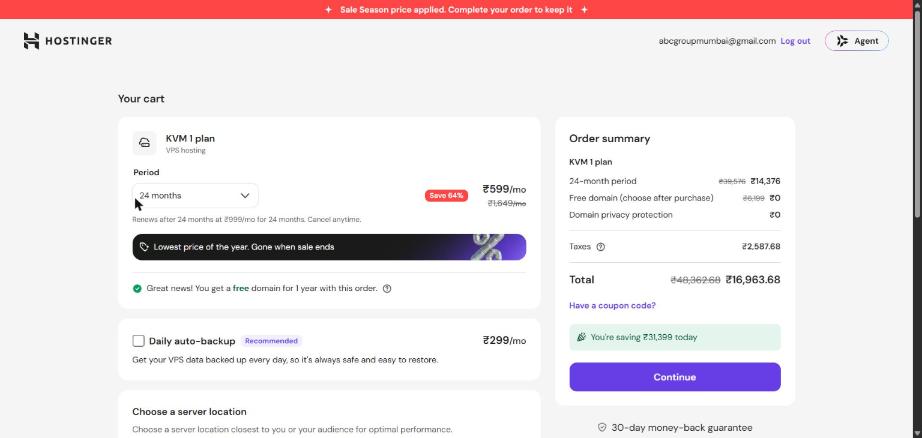 Sale Season price applied. Complete your order to keep it
HOSTINGER
abcgroupmumbai@gmail.com Log out Agent
Your cart
KVM 1 plan
VPS hosting
Period
24 months
Save 64%
₹599/mo
₹1,649/mo
Renews after 24 months at ₹999/mo for 24 months. Cancel anytime.
Lowest price of the year. Gone when sale ends
Great news! You get a free domain for 1 year with this order.
Daily auto-backup Recommended ₹299/mo
Get your VPS data backed up every day, so it's always safe and easy to restore.
Choose a server location
Choose a server location closest to you or your audience for optimal performance.
Order summary
KVM 1 plan
24-month period ₹39,576 ₹14,376
Free domain (choose after purchase) ₹6,199 ₹0
Domain privacy protection ₹0
Taxes ₹2,587.68
Total ₹48,362.68 ₹16,963.68
Have a coupon code?
You're saving ₹31,399 today
Continue
30-day money-back guarantee